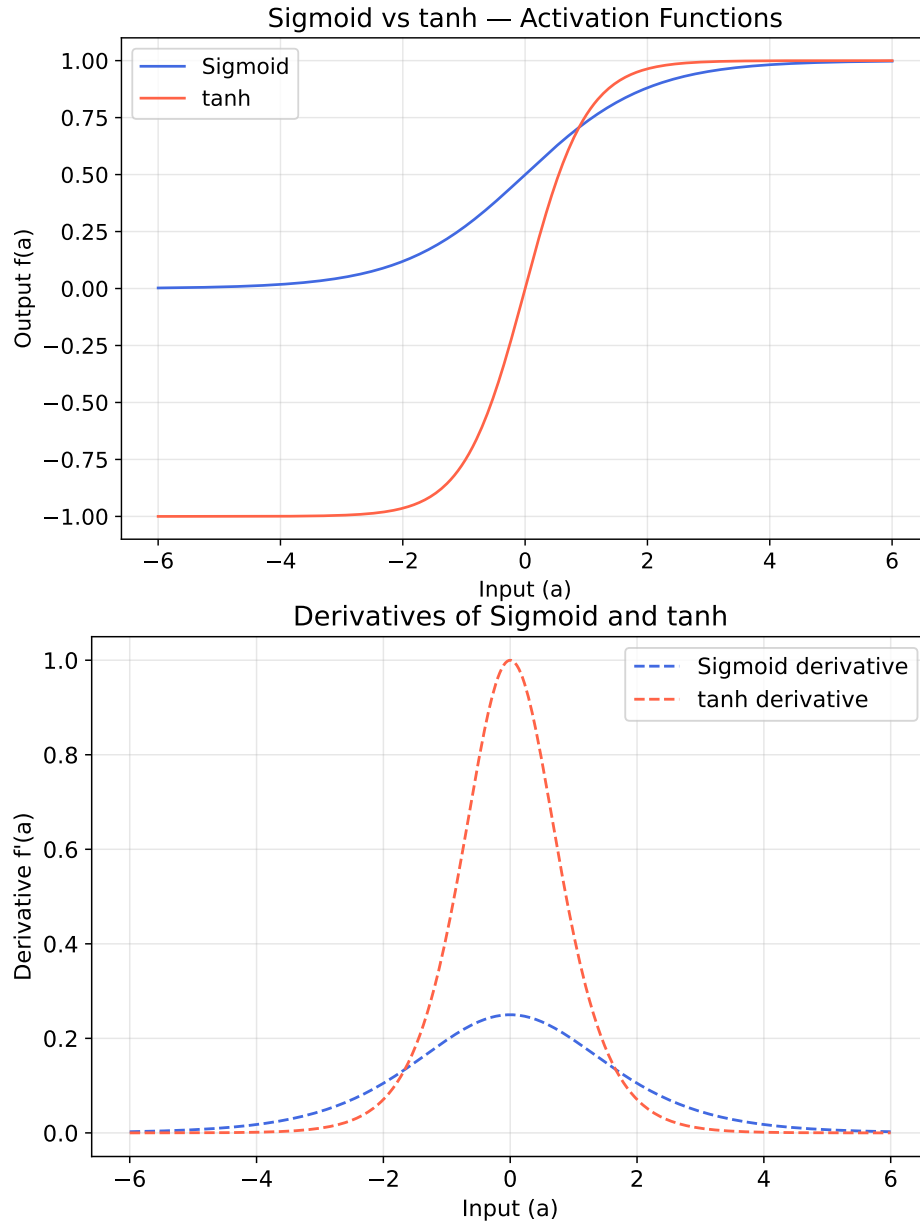 Sigmoid vs tanh — Activation Functions
Sigmoid
tanh
Output f(a)
1.00
0.75
0.50
0.25
0.00
−0.25
−0.50
−0.75
−1.00
−6 −4 −2 0 2 4 6
Input (a)
Derivatives of Sigmoid and tanh
Sigmoid derivative
tanh derivative
Derivative f'(a)
1.0
0.8
0.6
0.4
0.2
0.0
−6 −4 −2 0 2 4 6
Input (a)